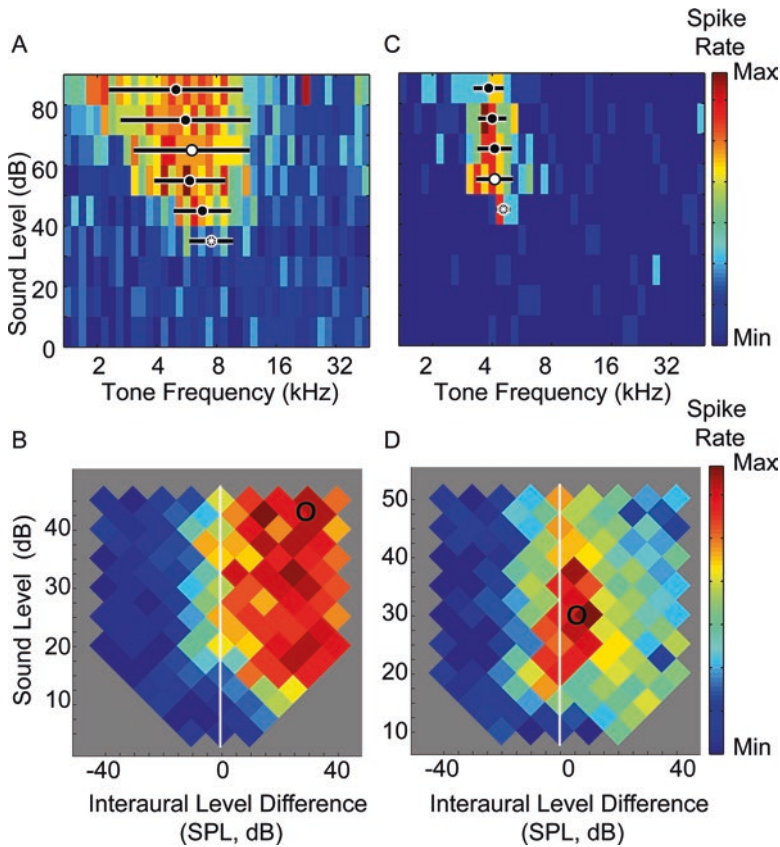 A
C
Spike
Rate
Max
Min
80
60
40
20
0
Sound Level (dB)
2 4 8 16 32
Tone Frequency (kHz)
2 4 8 16 32
Tone Frequency (kHz)
B
D
Spike
Rate
Max
Min
40
30
20
10
Sound Level (dB)
50
40
30
20
10
-40 0 40
Interaural Level Difference
(SPL, dB)
-40 0 40
Interaural Level Difference
(SPL, dB)